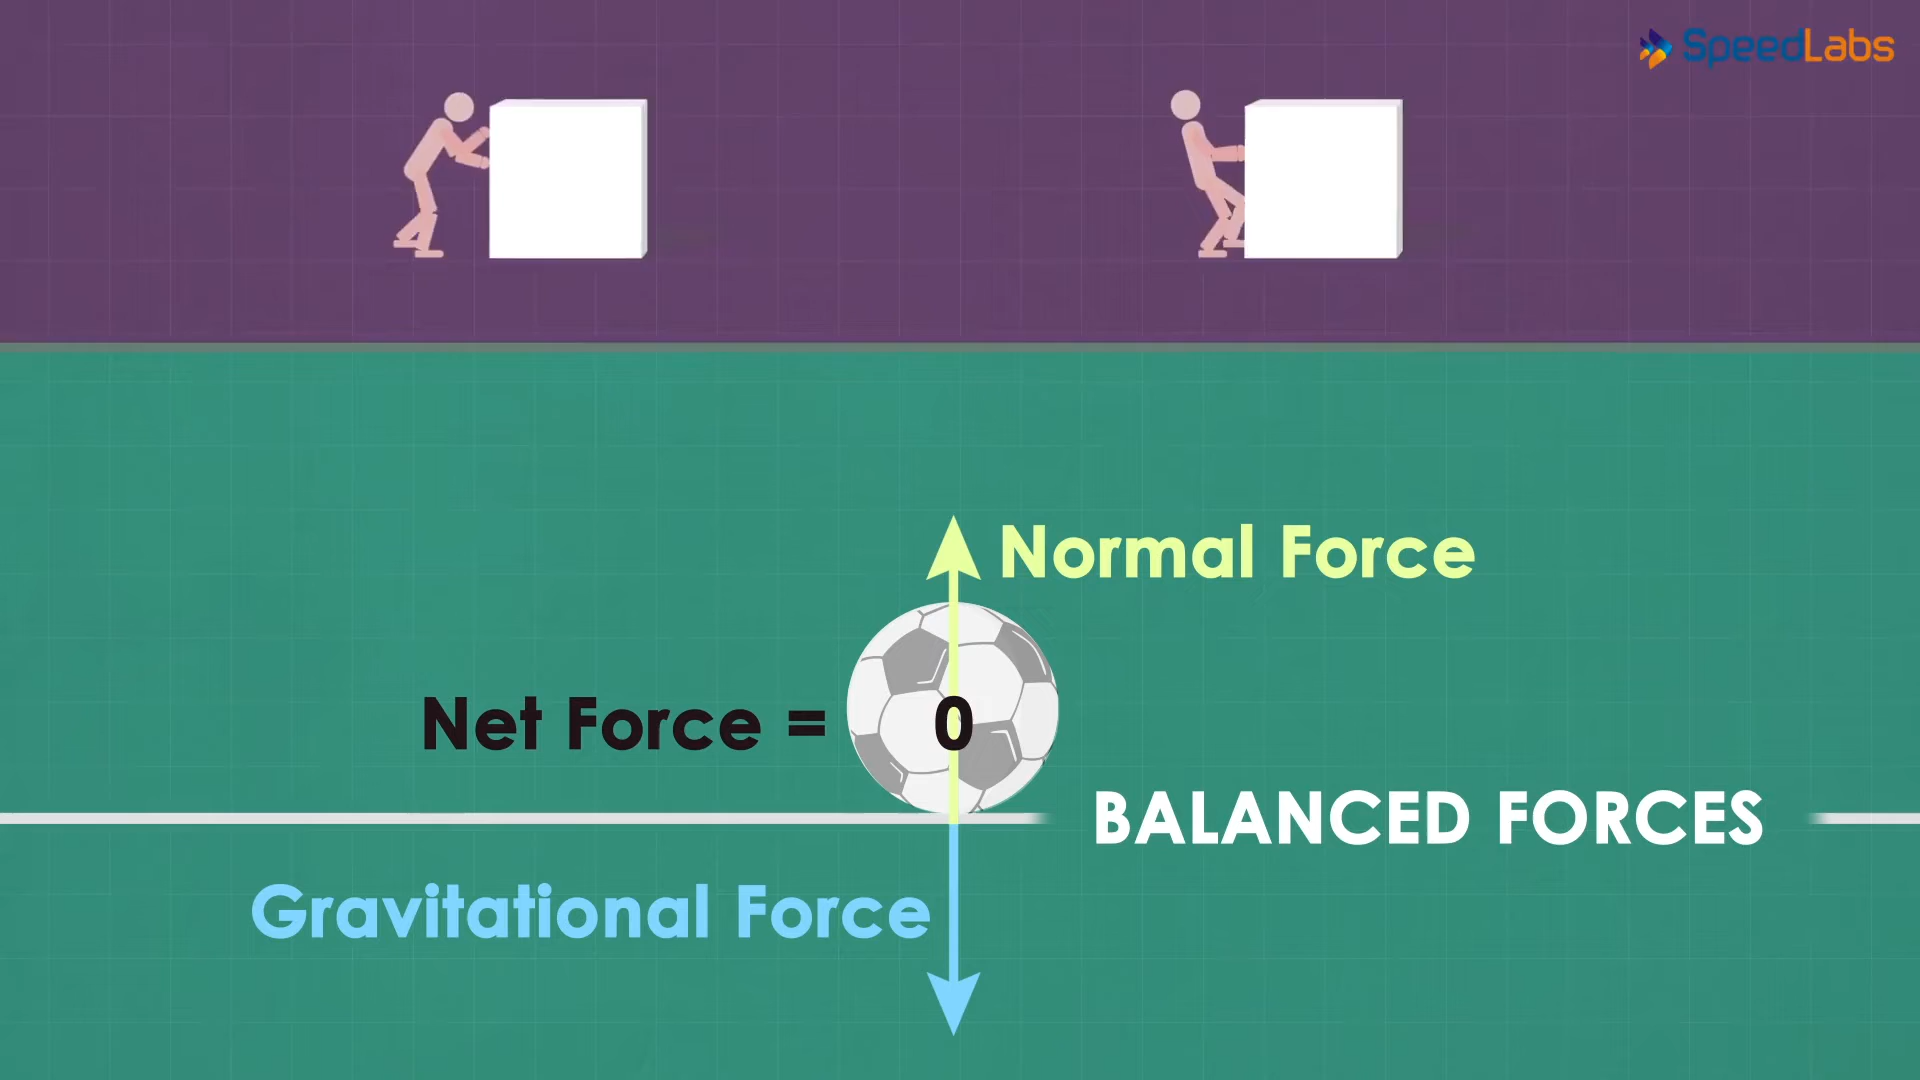 SpeedLabs
Normal Force
Net Force = 0
BALANCED FORCES
Gravitational Force